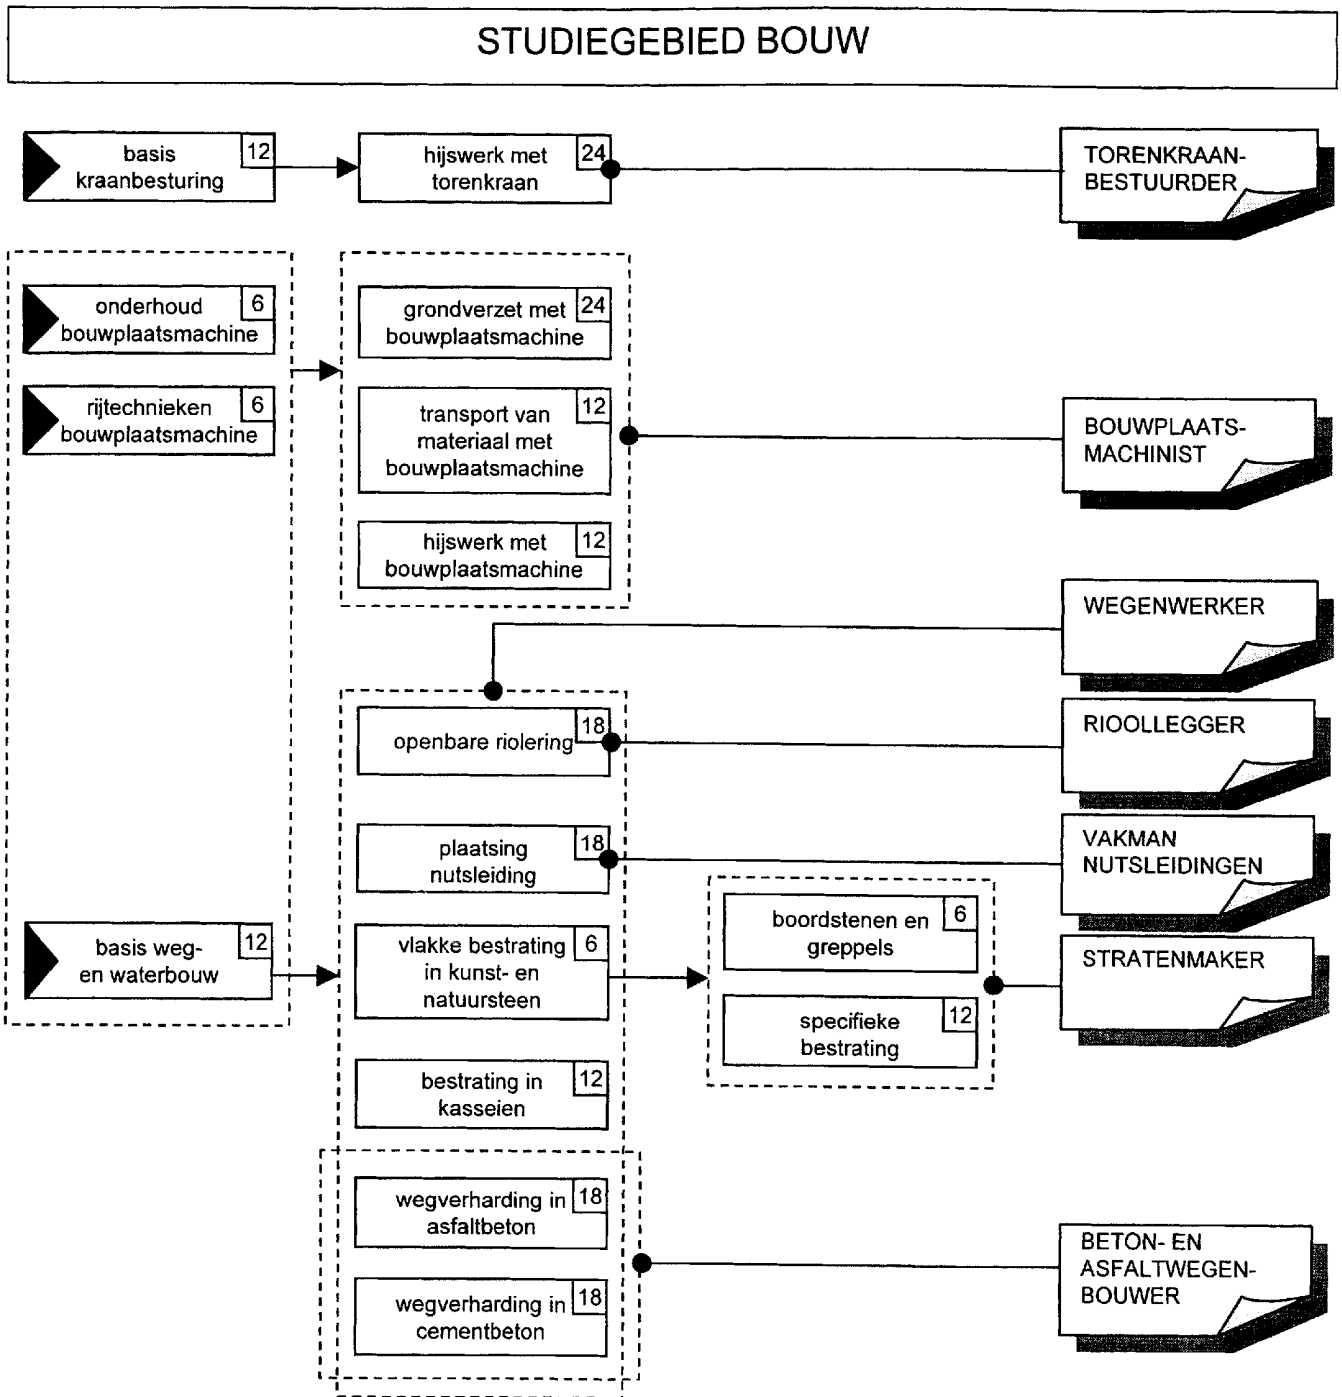 STUDIEGEBIED BOUW
basis
kraanbesturing
12
hijswerk met
torenkraan
24
TORENKRAAN-
BESTUURDER
onderhoud
bouwplaatsmachine
6
rijtechnieken
bouwplaatsmachine
6
grondverzet met
bouwplaatsmachine
24
transport van
materiaal met
bouwplaatsmachine
12
hijswerk met
bouwplaatsmachine
12
BOUWPLAATS-
MACHINIST
WEGENWERKER
openbare riolering
18
RIOOLLEGGER
plaatsing
nutsleiding
18
VAKMAN
NUTSLEIDINGEN
basis weg-
en waterbouw
12
vlakke bestrating
in kunst- en
natuursteen
6
boordstenen en
greppels
6
specifieke
bestrating
12
STRATENMAKER
bestrating in
kasseien
12
wegverharding in
asfaltbeton
18
wegverharding in
cementbeton
18
BETON- EN
ASFALTWEGEN-
BOUWER